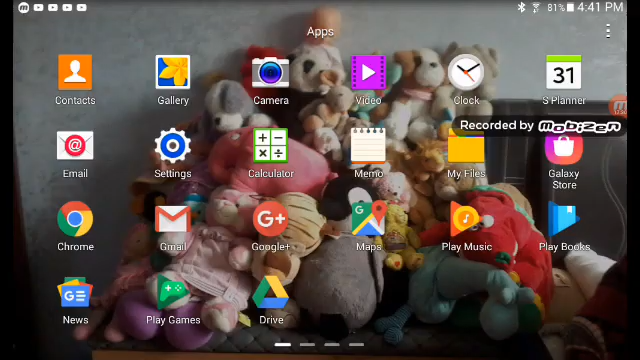 81% 4:41 PM
Apps
31
Contacts Gallery Camera Video Clock S Planner
Recorded by MOBIZEN
Email Settings Calculator Memo My Files Galaxy Store
Chrome Gmail Google+ Maps Play Music Play Books
News Play Games Drive